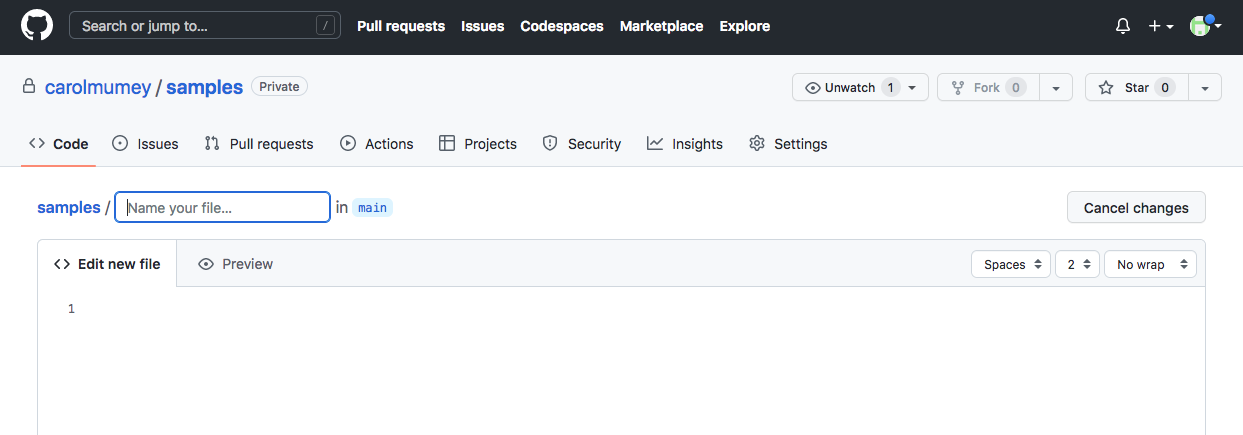 Search or jump to... / Pull requests Issues Codespaces Marketplace Explore
carolmumey / samples Private Unwatch 1 Fork 0 Star 0
Code Issues Pull requests Actions Projects Security Insights Settings
samples / Name your file... in main Cancel changes
Edit new file Preview Spaces 2 No wrap
1